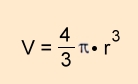 V = 4/3 π • r³